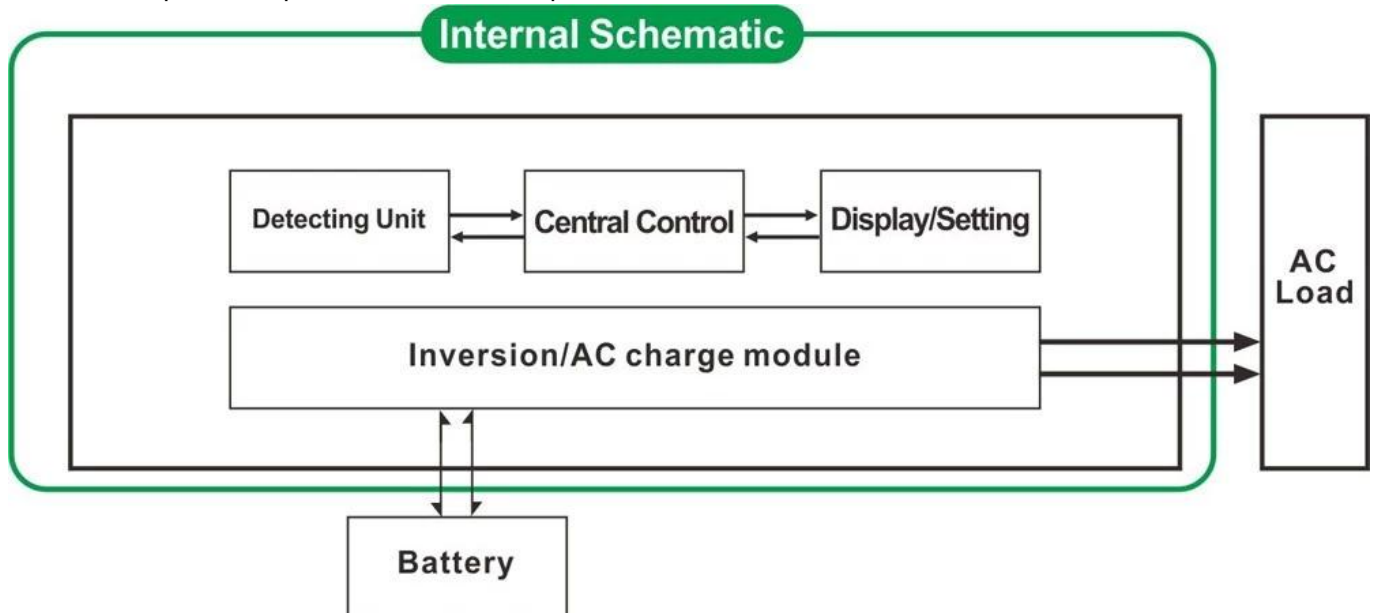 Internal Schematic
Detecting Unit
Central Control
Display/Setting
AC
Load
Inversion/AC charge module
Battery